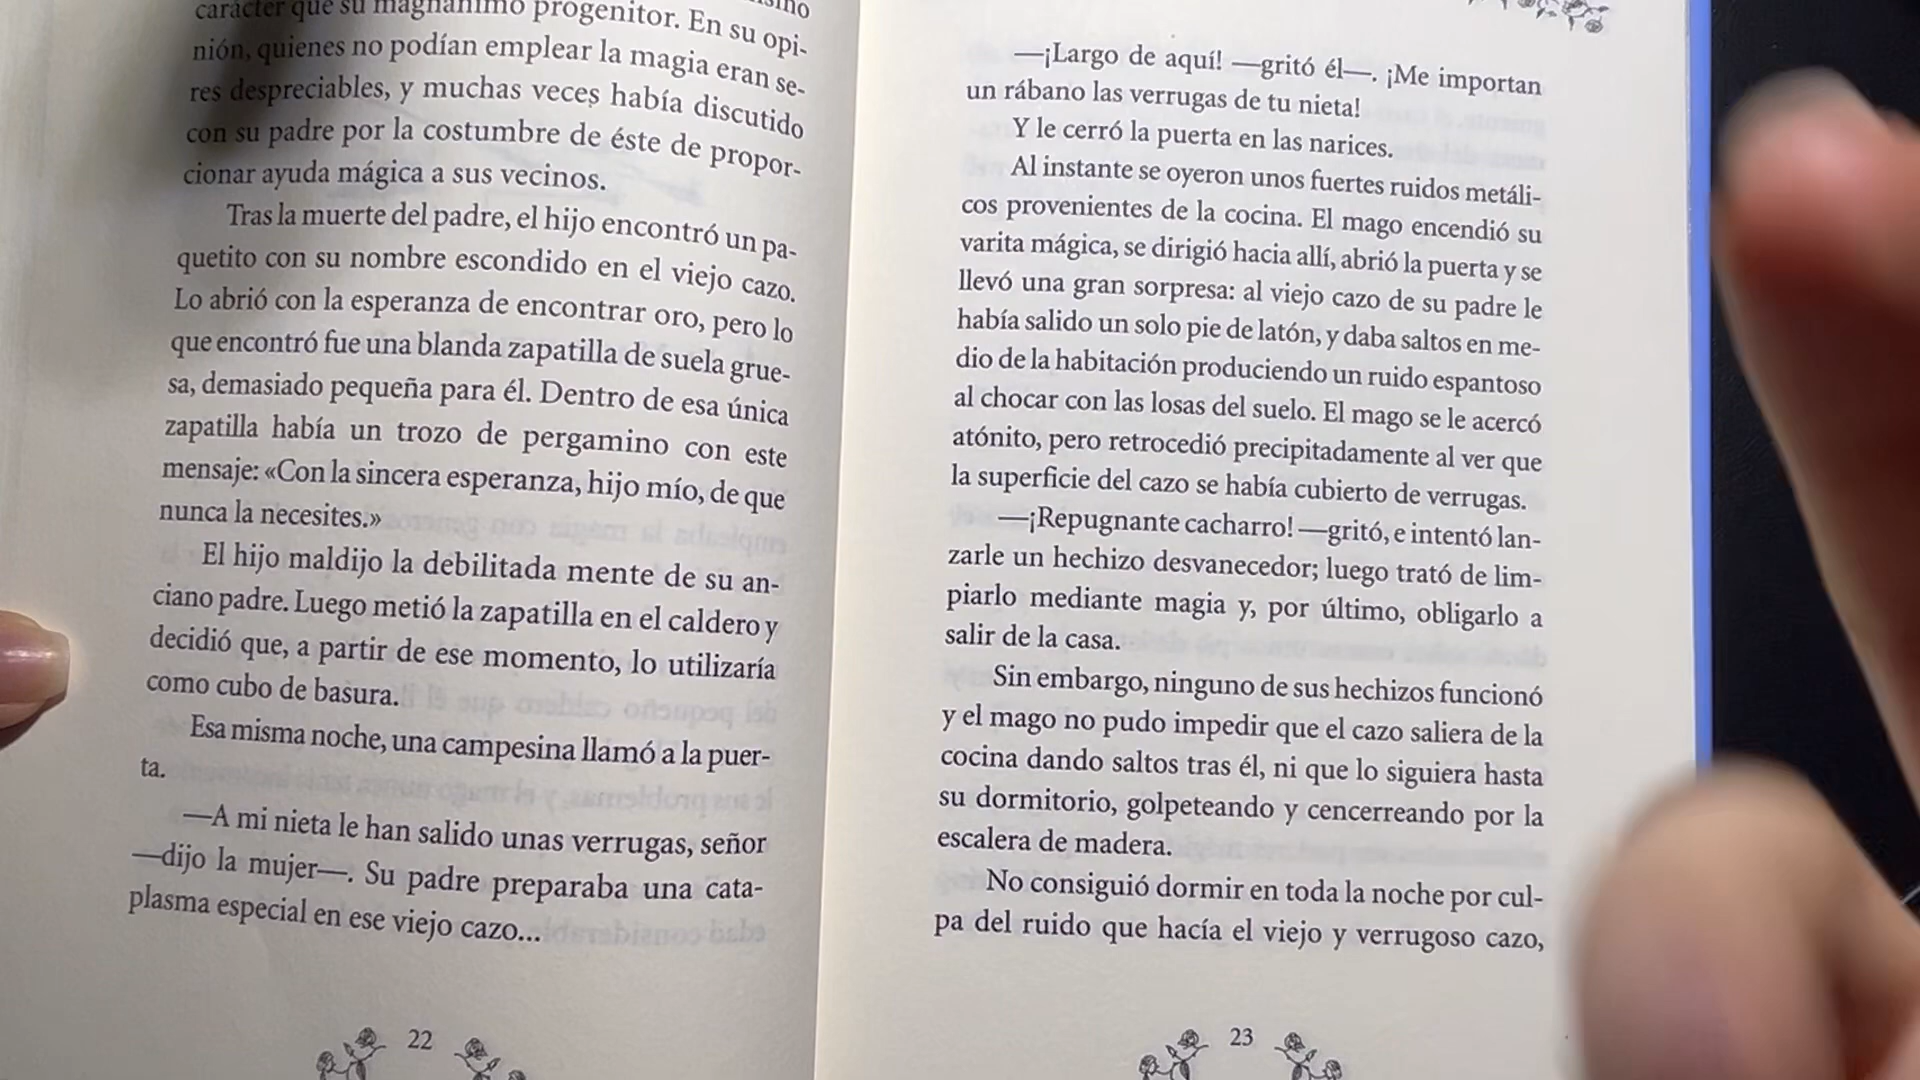 carácter que su magnánimo progenitor. En su opi-
nión, quienes no podían emplear la magia eran se-
res despreciables, y muchas veces había discutido
con su padre por la costumbre de éste de propor-
cionar ayuda mágica a sus vecinos.
Tras la muerte del padre, el hijo encontró un pa-
quetito con su nombre escondido en el viejo cazo.
Lo abrió con la esperanza de encontrar oro, pero lo
que encontró fue una blanda zapatilla de suela grue-
sa, demasiado pequeña para él. Dentro de esa única
zapatilla había un trozo de pergamino con este
mensaje: «Con la sincera esperanza, hijo mío, de que
nunca la necesites.»
El hijo maldijo la debilitada mente de su an-
ciano padre. Luego metió la zapatilla en el caldero y
decidió que, a partir de ese momento, lo utilizaría
como cubo de basura.
Esa misma noche, una campesina llamó a la puer-
ta.
—A mi nieta le han salido unas verrugas, señor
—dijo la mujer—. Su padre preparaba una cata-
plasma especial en ese viejo cazo...
22
—¡Largo de aquí! —gritó él—. ¡Me importan
un rábano las verrugas de tu nieta!
Y le cerró la puerta en las narices.
Al instante se oyeron unos fuertes ruidos metáli-
cos provenientes de la cocina. El mago encendió su
varita mágica, se dirigió hacia allí, abrió la puerta y se
llevó una gran sorpresa: al viejo cazo de su padre le
había salido un solo pie de latón, y daba saltos en me-
dio de la habitación produciendo un ruido espantoso
al chocar con las losas del suelo. El mago se le acercó
atónito, pero retrocedió precipitadamente al ver que
la superficie del cazo se había cubierto de verrugas.
—¡Repugnante cacharro! —gritó, e intentó lan-
zarle un hechizo desvanecedor; luego trató de lim-
piarlo mediante magia y, por último, obligarlo a
salir de la casa.
Sin embargo, ninguno de sus hechizos funcionó
y el mago no pudo impedir que el cazo saliera de la
cocina dando saltos tras él, ni que lo siguiera hasta
su dormitorio, golpeteando y cencerreando por la
escalera de madera.
No consiguió dormir en toda la noche por cul-
pa del ruido que hacía el viejo y verrugoso cazo,
23